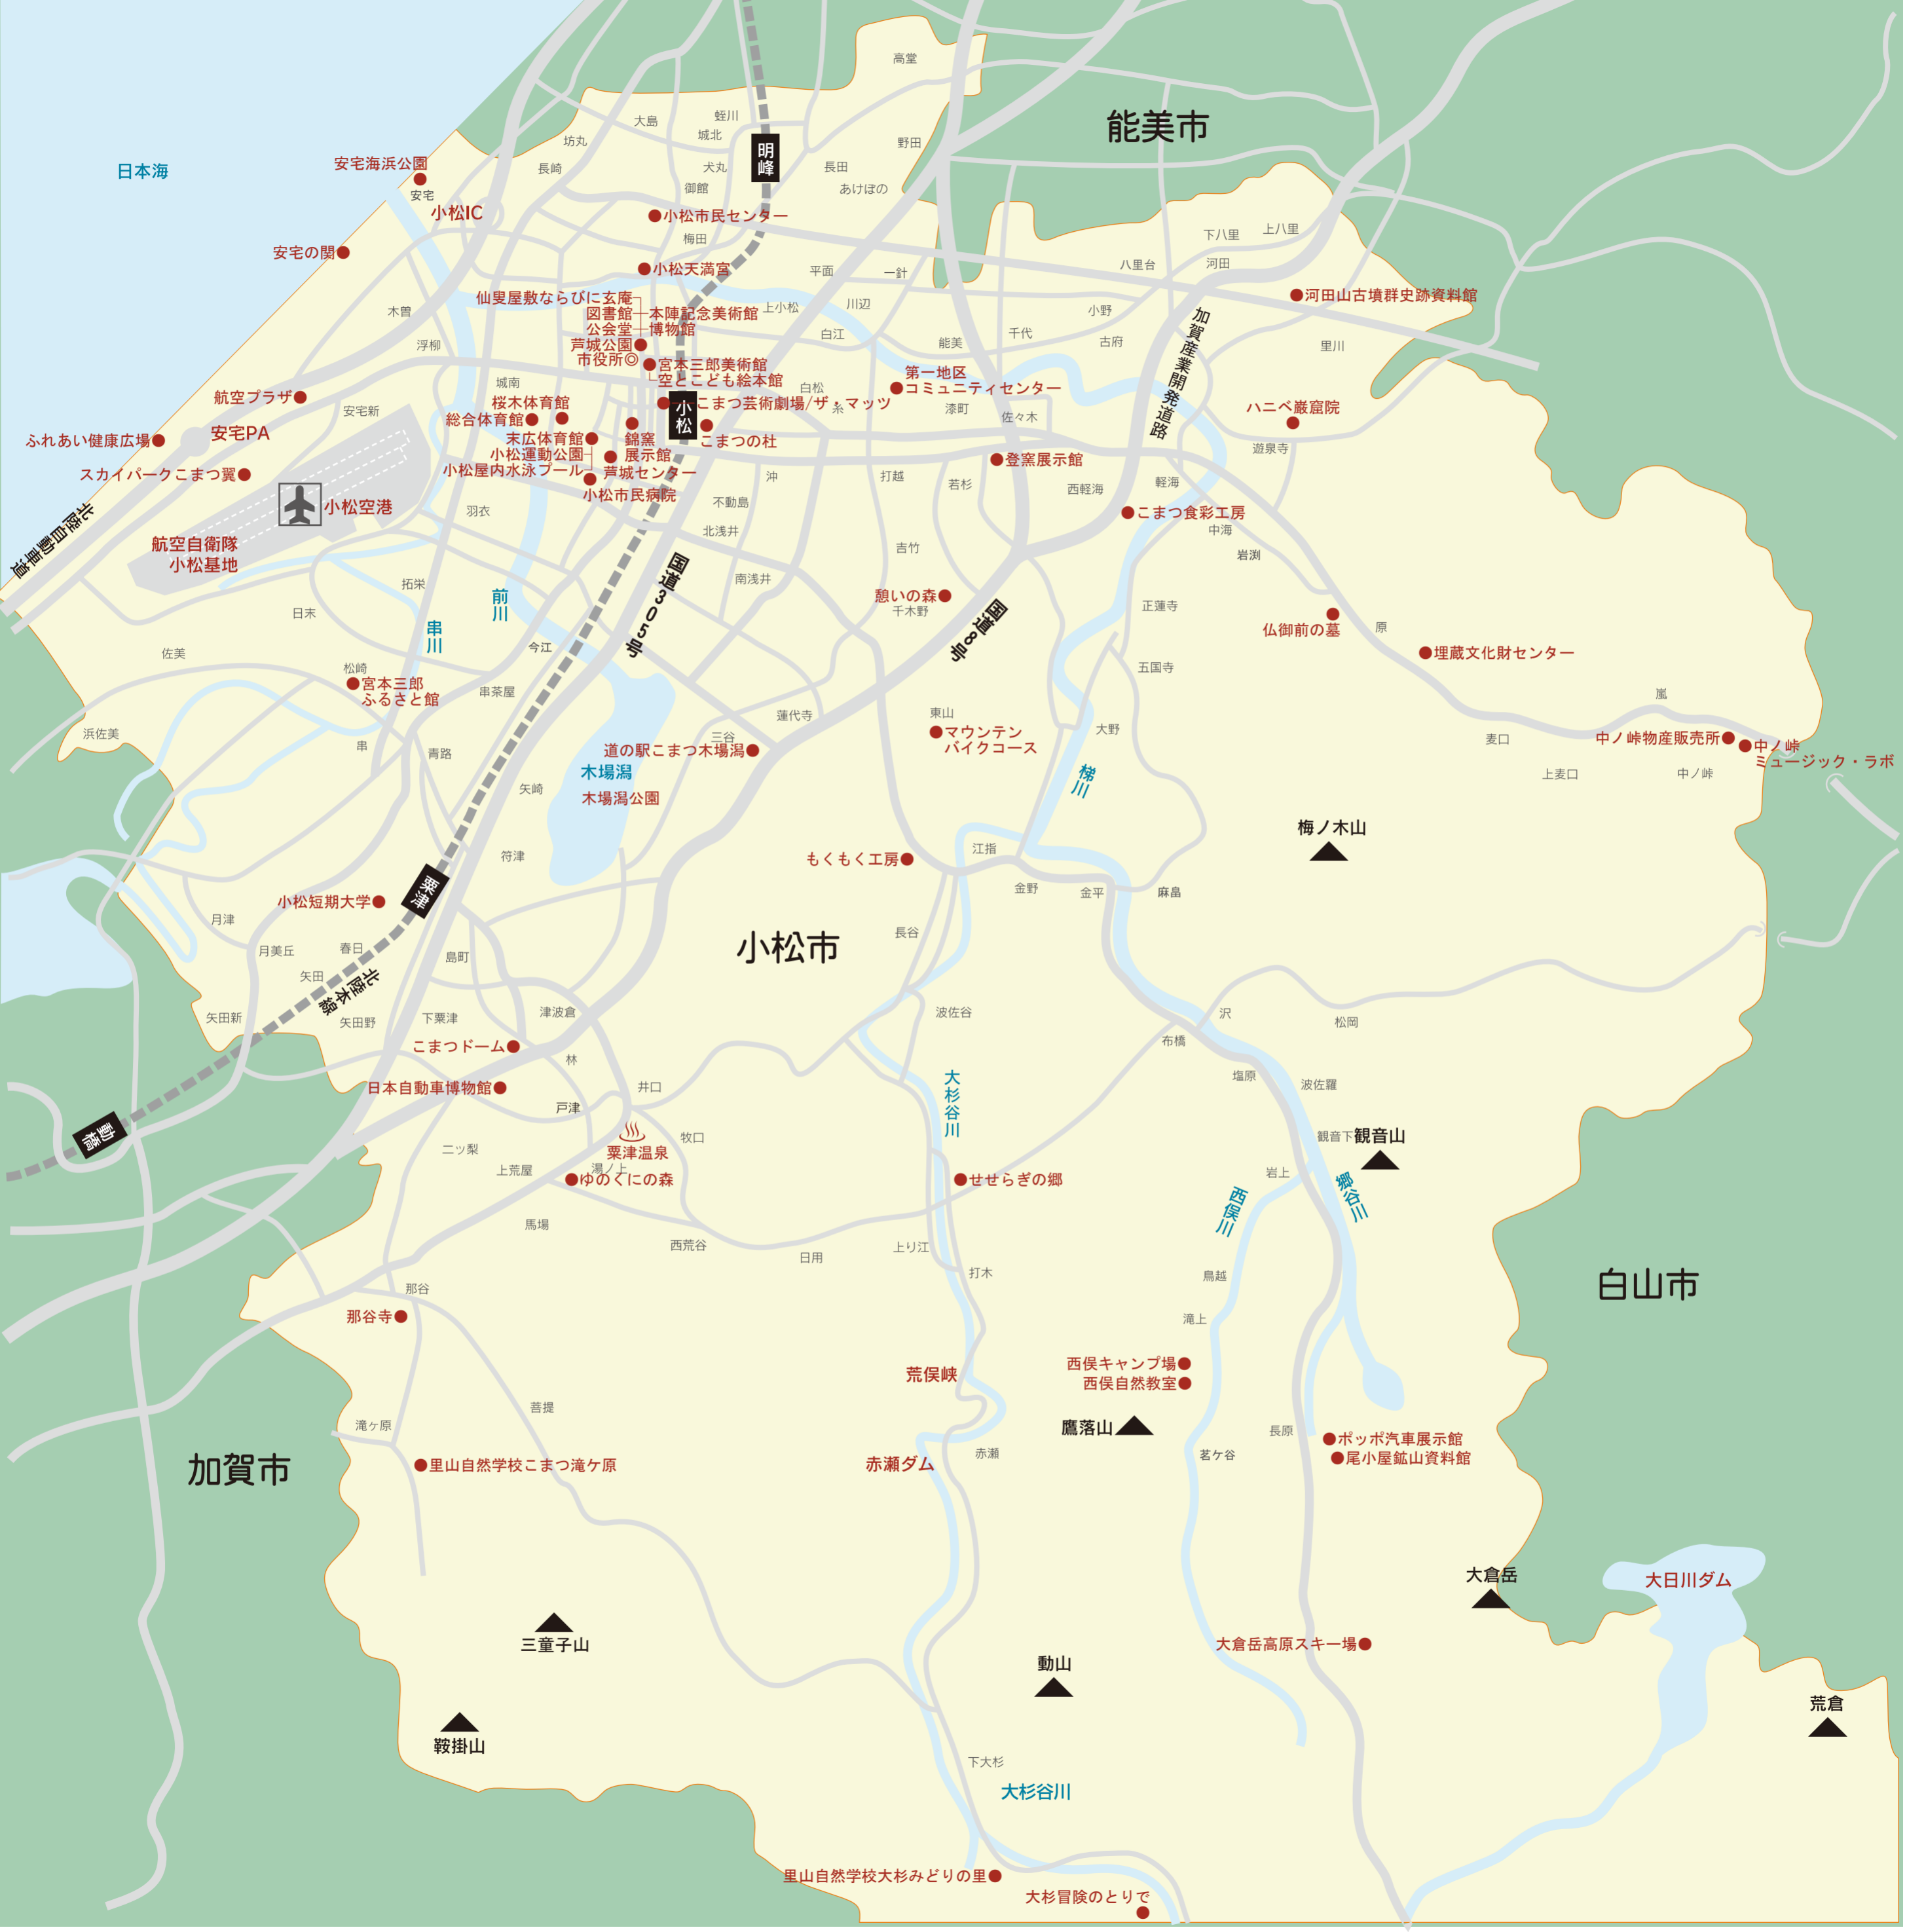 高堂
能美市
蛭川
大島
城北
坊丸
野田
明峰
長崎
犬丸
長田
日本海
安宅海浜公園
御館
あけぼの
安宅
小松IC
小松市民センター
梅田
下八里
上八里
安宅の関
小松天満宮
平面
一針
八里台
河田
仙叟屋敷ならびに玄庵
図書館
本陣記念美術館
公会堂
博物館
上小松
川辺
河田山古墳群史跡資料館
木曽
小野
加賀産業開発道路
芦城公園
市役所◎
白江
能美
千代
古府
里川
浮柳
宮本三郎美術館
空とこども絵本館
第一地区
コミュニティセンター
城南
白松
航空プラザ
安宅新
桜木体育館
小松
こまつ芸術劇場/ザ・マッツ
糸
漆町
佐々木
ハニベ巌窟院
総合体育館
ふれあい健康広場
安宅PA
末広体育館
錦窯
展示館
こまつの杜
小松運動公園
小松屋内水泳プール
芦城センター
遊泉寺
登窯展示館
スカイパークこまつ翼
沖
打越
若杉
西軽海
軽海
小松市民病院
不動島
小松空港
羽衣
こまつ食彩工房
北陸自動車道
北浅井
中海
航空自衛隊
小松基地
吉竹
岩渕
国道305号
拓栄
南浅井
憩いの森
千木野
国道8号
正蓮寺
前川
日末
串川
仏御前の墓
原
今江
佐美
埋蔵文化財センター
松崎
五国寺
宮本三郎
ふるさと館
串茶屋
嵐
蓮代寺
東山
浜佐美
三谷
マウンテン
バイクコース
大野
串
青路
道の駅こまつ木場潟
麦口
中ノ峠物産販売所
中ノ峠
ミュージック・ラボ
木場潟
梯川
上麦口
中ノ峠
矢崎
木場潟公園
梅ノ木山
符津
もくもく工房
江指
粟津
小松短期大学
金野
金平
麻畠
月津
小松市
長谷
月美丘
春日
島町
矢田
北陸本線
矢田新
矢田野
下粟津
津波倉
波佐谷
沢
松岡
こまつドーム
布橋
林
大杉谷川
塩原
波佐羅
日本自動車博物館
井口
戸津
動橋
粟津温泉
牧口
観音下
観音山
二ッ梨
湯ノ上
上荒屋
ゆのくにの森
せせらぎの郷
岩上
郷谷川
西俣川
馬場
西荒谷
日用
上り江
打木
鳥越
白山市
那谷
那谷寺
滝上
荒俣峡
西俣キャンプ場
西俣自然教室
菩提
鷹落山
滝ヶ原
長原
ポッポ汽車展示館
加賀市
赤瀬
茗ケ谷
尾小屋鉱山資料館
里山自然学校こまつ滝ケ原
赤瀬ダム
大倉岳
大日川ダム
三童子山
大倉岳高原スキー場
動山
荒倉
鞍掛山
下大杉
大杉谷川
里山自然学校大杉みどりの里
大杉冒険のとりで